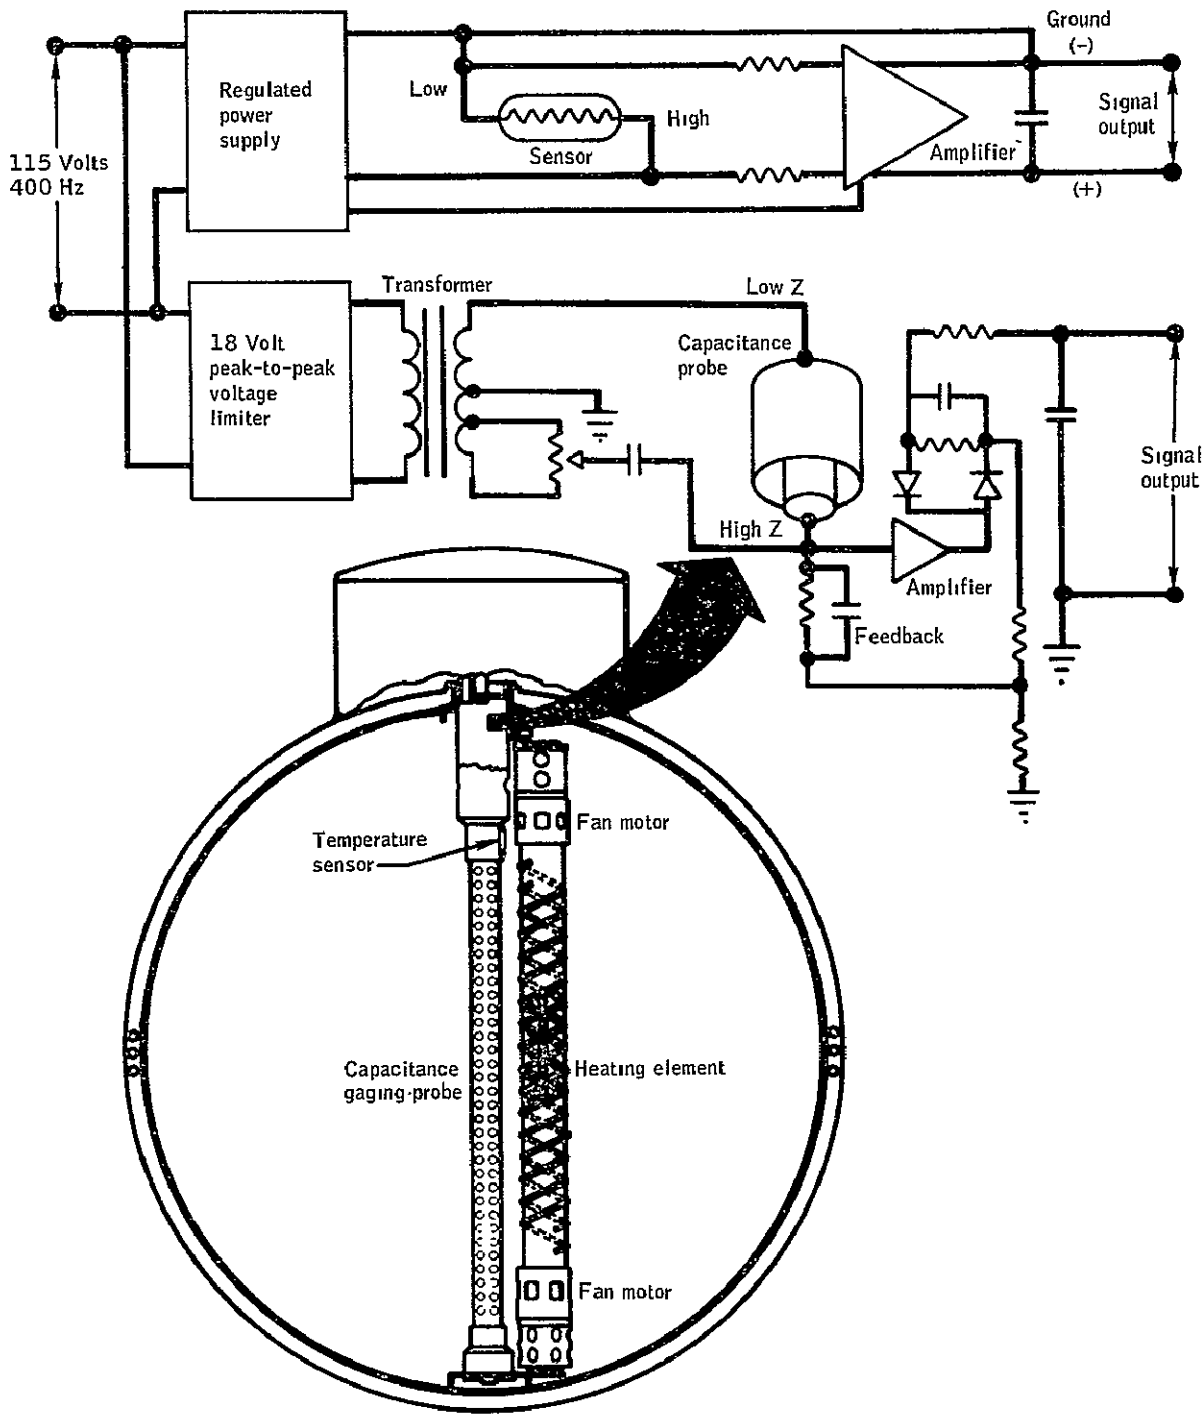 Ground
(-)
Regulated
power
supply
Low
High
Sensor
Amplifier
Signal
output
(+)
115 Volts
400 Hz
Transformer
Low Z
18 Volt
peak-to-peak
voltage
limiter
Capacitance
probe
Signal
output
High Z
Amplifier
Feedback
Fan motor
Temperature
sensor
Capacitance
gaging-probe
Heating element
Fan motor